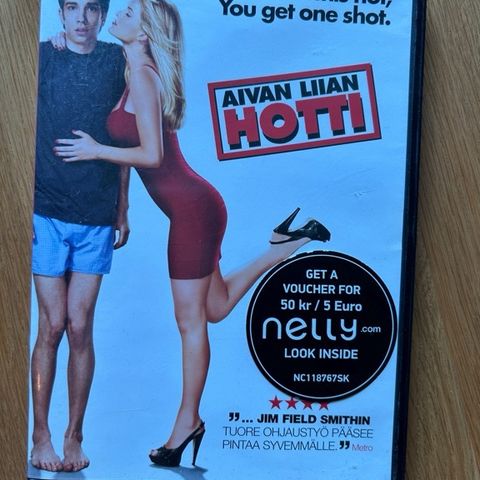 hot,
You get one shot.
AIVAN LIIAN
HOTTI
GET A
VOUCHER FOR
50 kr / 5 Euro
nelly.com
LOOK INSIDE
NC118767SK
"... JIM FIELD SMITHIN
TUORE OHJAUSTYÖ PÄÄSEE
PINTAA SYVEMMÄLLE." Metro